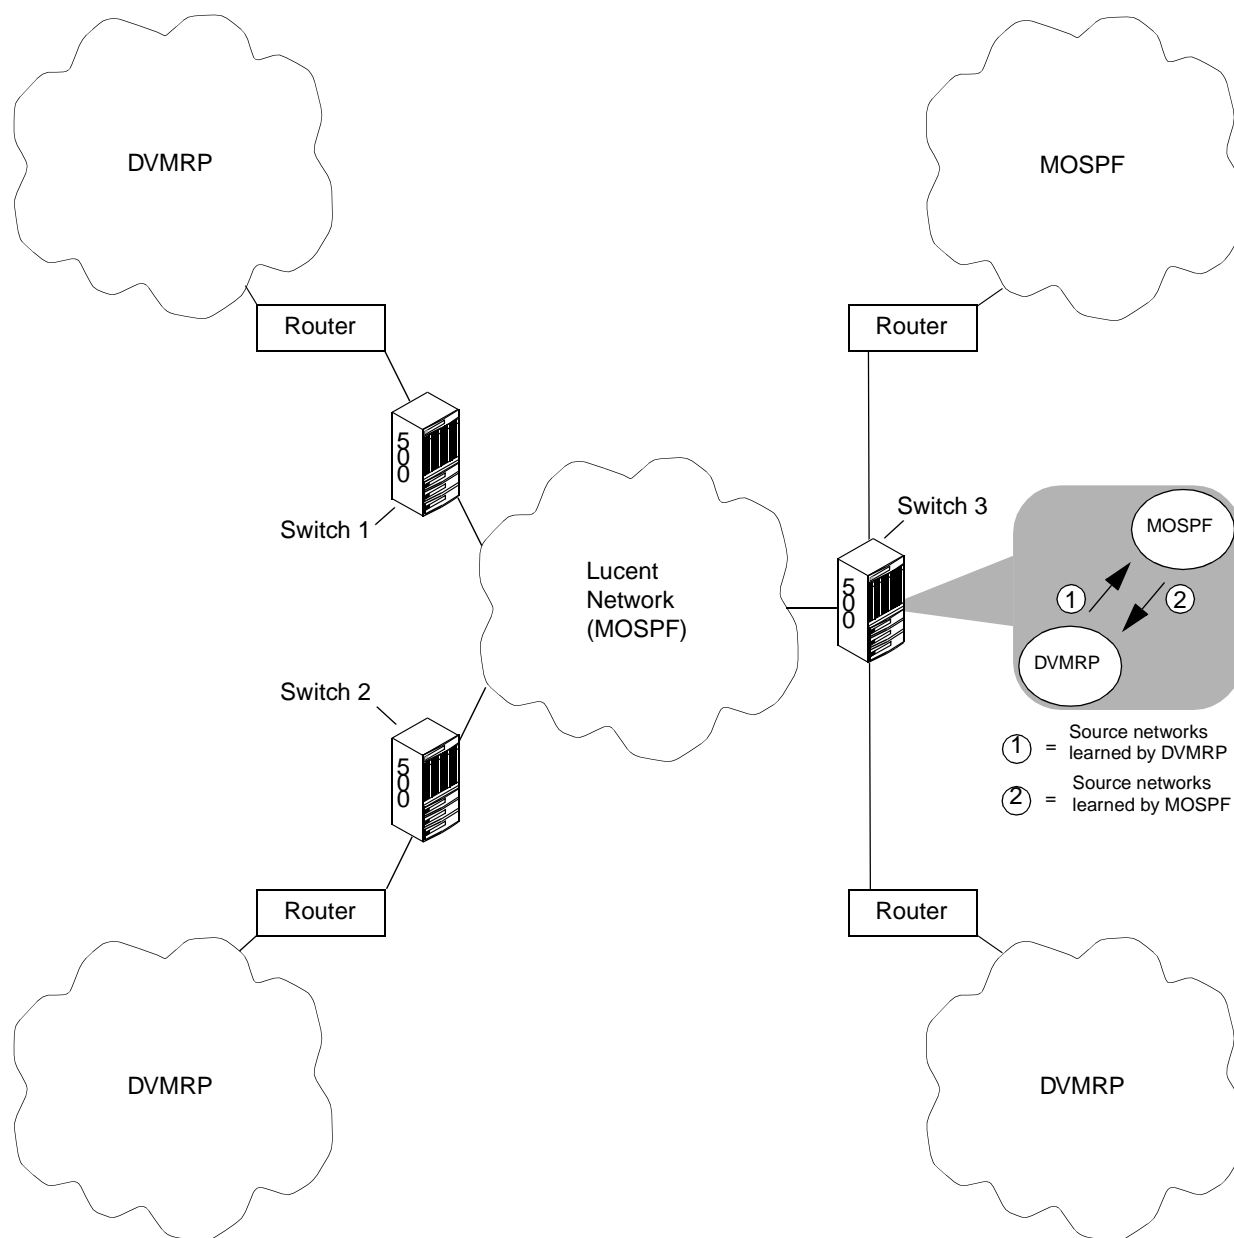 DVMRP
MOSPF
Router
Router
500
Switch 1
Switch 3
Lucent
Network
(MOSPF)
500
MOSPF
1
2
DVMRP
Switch 2
500
1 = Source networks
learned by DVMRP
2 = Source networks
learned by MOSPF
Router
Router
DVMRP
DVMRP